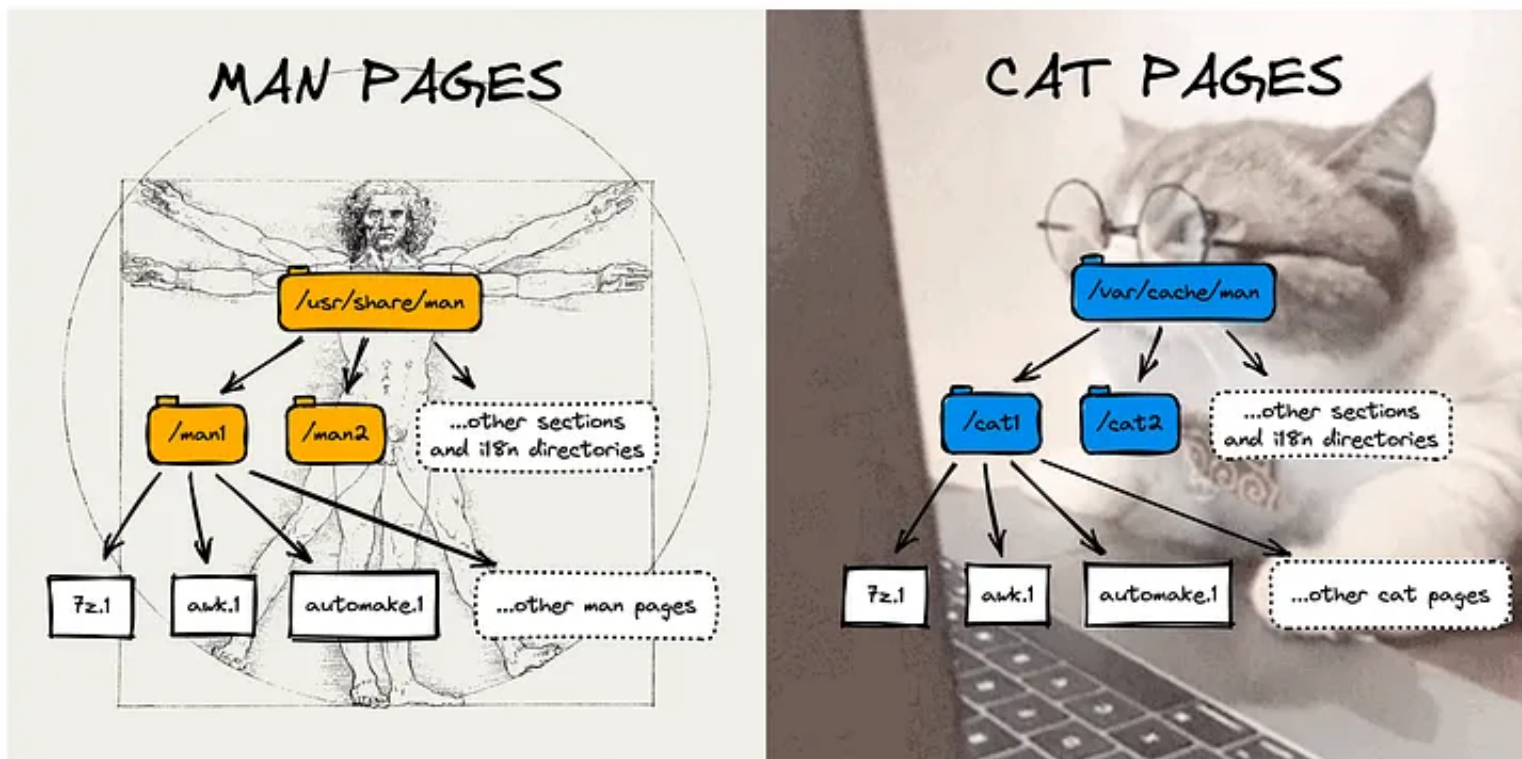 MAN PAGES
/usr/share/man
/man1
/man2
...other sections
and i18n directories
7z.1
awk.1
automake.1
...other man pages
CAT PAGES
/var/cache/man
/cat1
/cat2
...other sections
and i18n directories
7z.1
awk.1
automake.1
...other cat pages